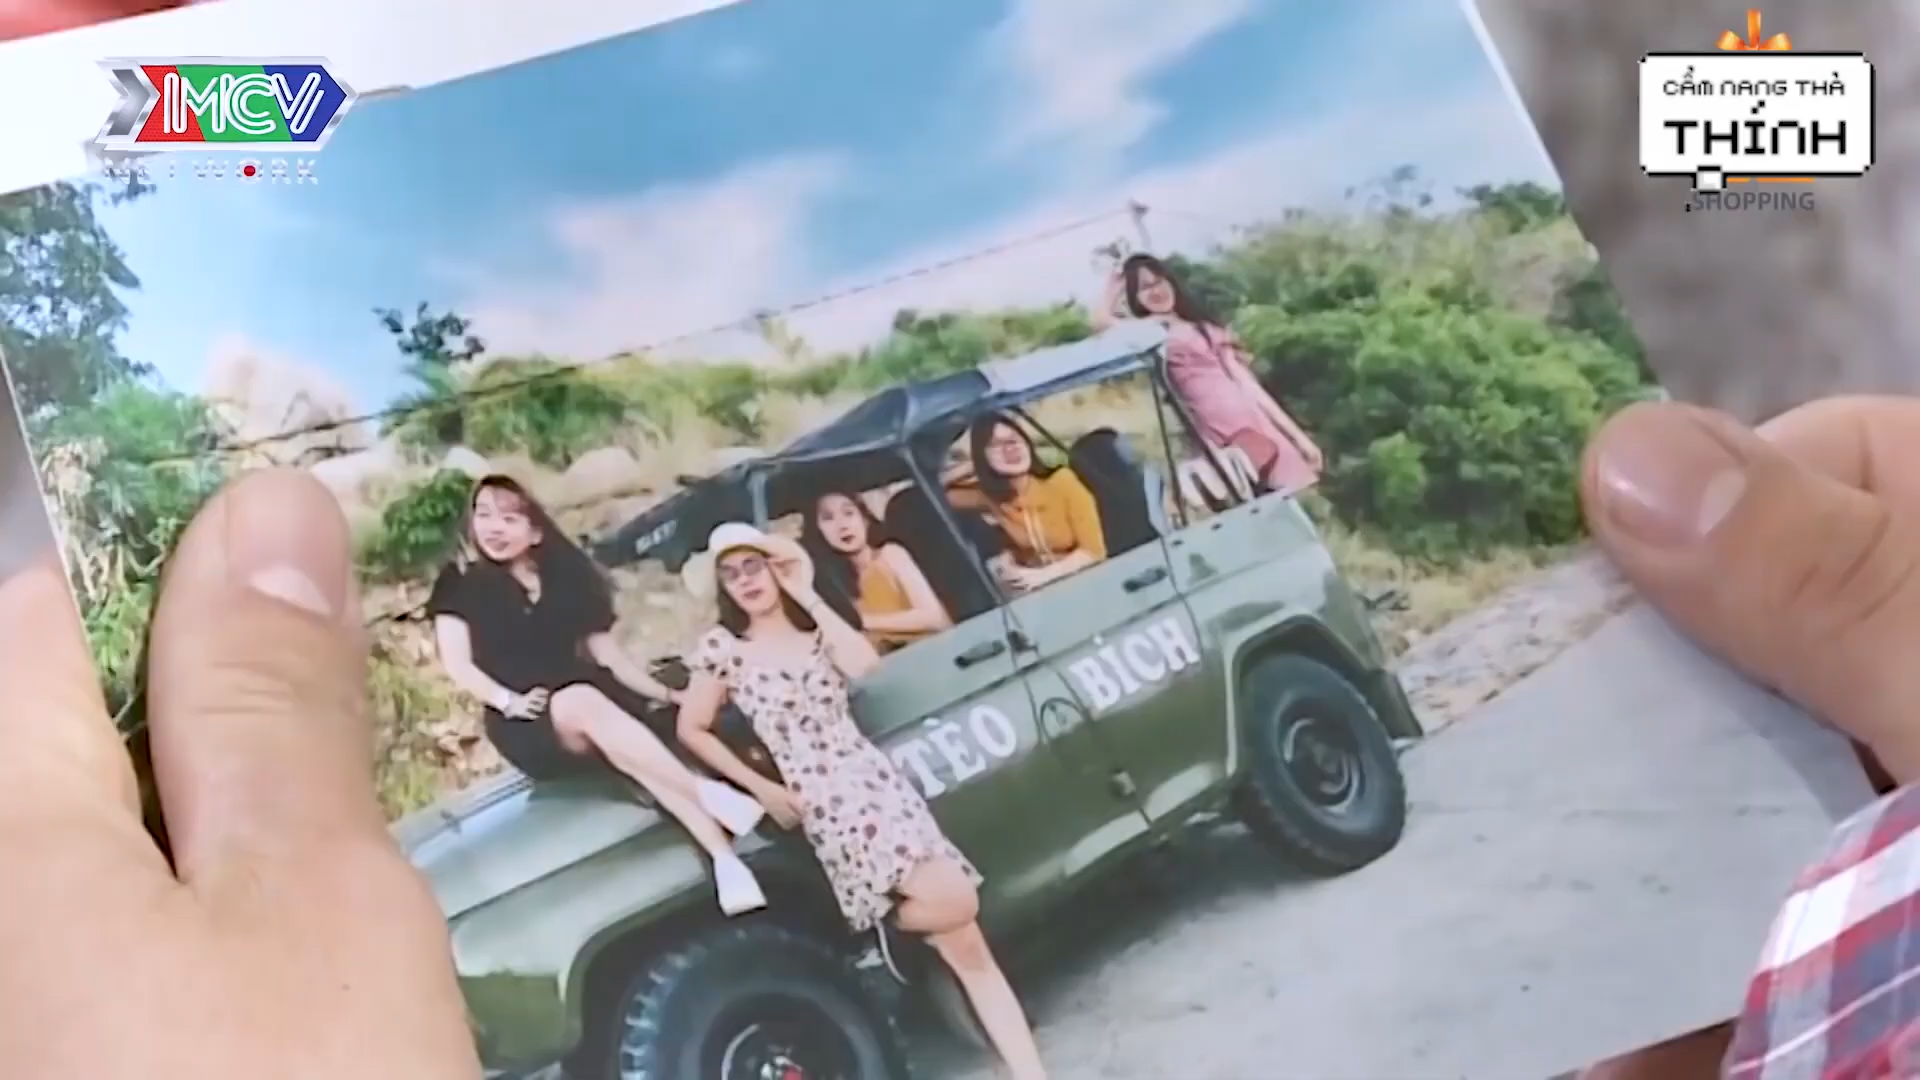 MCV
NETWORK
CẨM NANG THẢ
THÍNH
SHOPPING
TÈO BÍCH